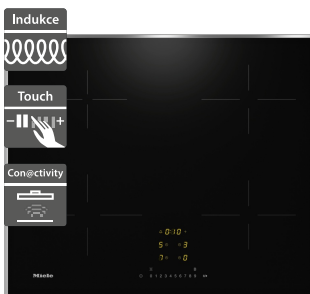 Indukce
Touch
− +
Con@ctivity
0:10
5 3
7 0
Miele
0 1 2 3 4 5 6 7 8 9